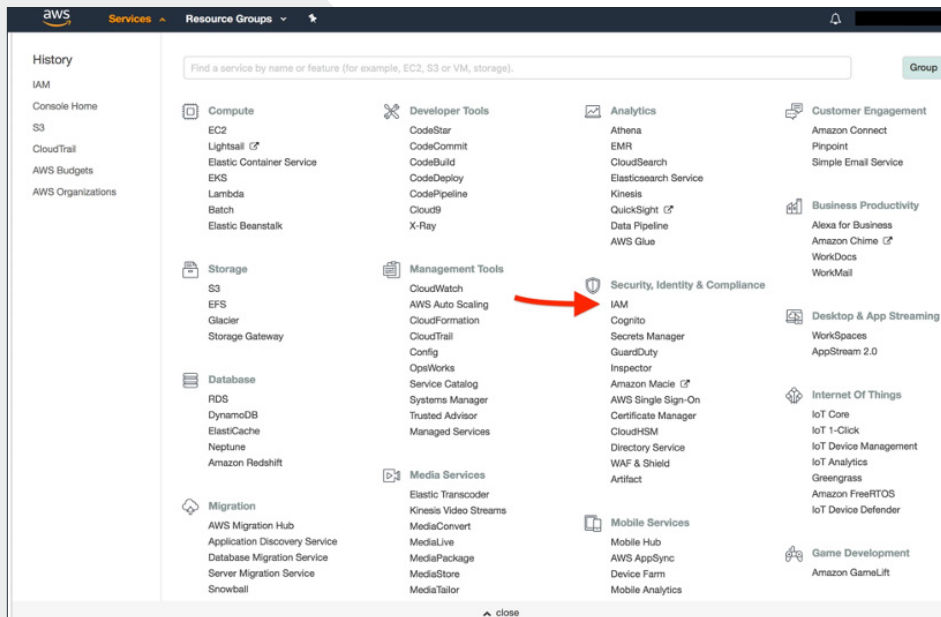 aws
Services
Resource Groups
History
IAM
Console Home
S3
CloudTrail
AWS Budgets
AWS Organizations
Find a service by name or feature (for example, EC2, S3 or VM, storage).
Group
Compute
EC2
Lightsail
Elastic Container Service
EKS
Lambda
Batch
Elastic Beanstalk
Storage
S3
EFS
Glacier
Storage Gateway
Database
RDS
DynamoDB
ElastiCache
Neptune
Amazon Redshift
Migration
AWS Migration Hub
Application Discovery Service
Database Migration Service
Server Migration Service
Snowball
Developer Tools
CodeStar
CodeCommit
CodeBuild
CodeDeploy
CodePipeline
Cloud9
X-Ray
Management Tools
CloudWatch
AWS Auto Scaling
CloudFormation
CloudTrail
Config
OpsWorks
Service Catalog
Systems Manager
Trusted Advisor
Managed Services
Media Services
Elastic Transcoder
Kinesis Video Streams
MediaConvert
MediaLive
MediaPackage
MediaStore
MediaTailor
Analytics
Athena
EMR
CloudSearch
Elasticsearch Service
Kinesis
QuickSight
Data Pipeline
AWS Glue
Security, Identity & Compliance
IAM
Cognito
Secrets Manager
GuardDuty
Inspector
Amazon Macie
AWS Single Sign-On
Certificate Manager
CloudHSM
Directory Service
WAF & Shield
Artifact
Mobile Services
Mobile Hub
AWS AppSync
Device Farm
Mobile Analytics
Customer Engagement
Amazon Connect
Pinpoint
Simple Email Service
Business Productivity
Alexa for Business
Amazon Chime
WorkDocs
WorkMail
Desktop & App Streaming
WorkSpaces
AppStream 2.0
Internet Of Things
IoT Core
IoT 1-Click
IoT Device Management
IoT Analytics
Greengrass
Amazon FreeRTOS
IoT Device Defender
Game Development
Amazon GameLift
close